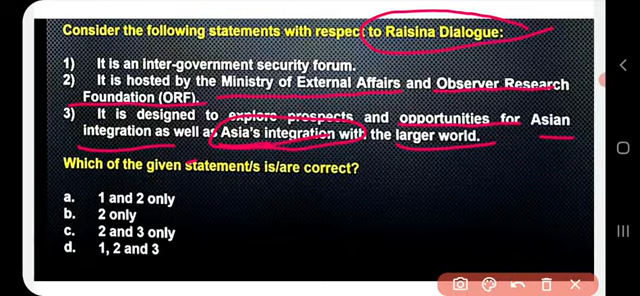 Consider the following statements with respect to Raisina Dialogue:
1) It is an inter-government security forum.
2) It is hosted by the Ministry of External Affairs and Observer Research
Foundation (ORF).
3) It is designed to explore prospects and opportunities for Asian
integration as well as Asia's integration with the larger world.
Which of the given statement/s is/are correct?
a. 1 and 2 only
b. 2 only
c. 2 and 3 only
d. 1, 2 and 3